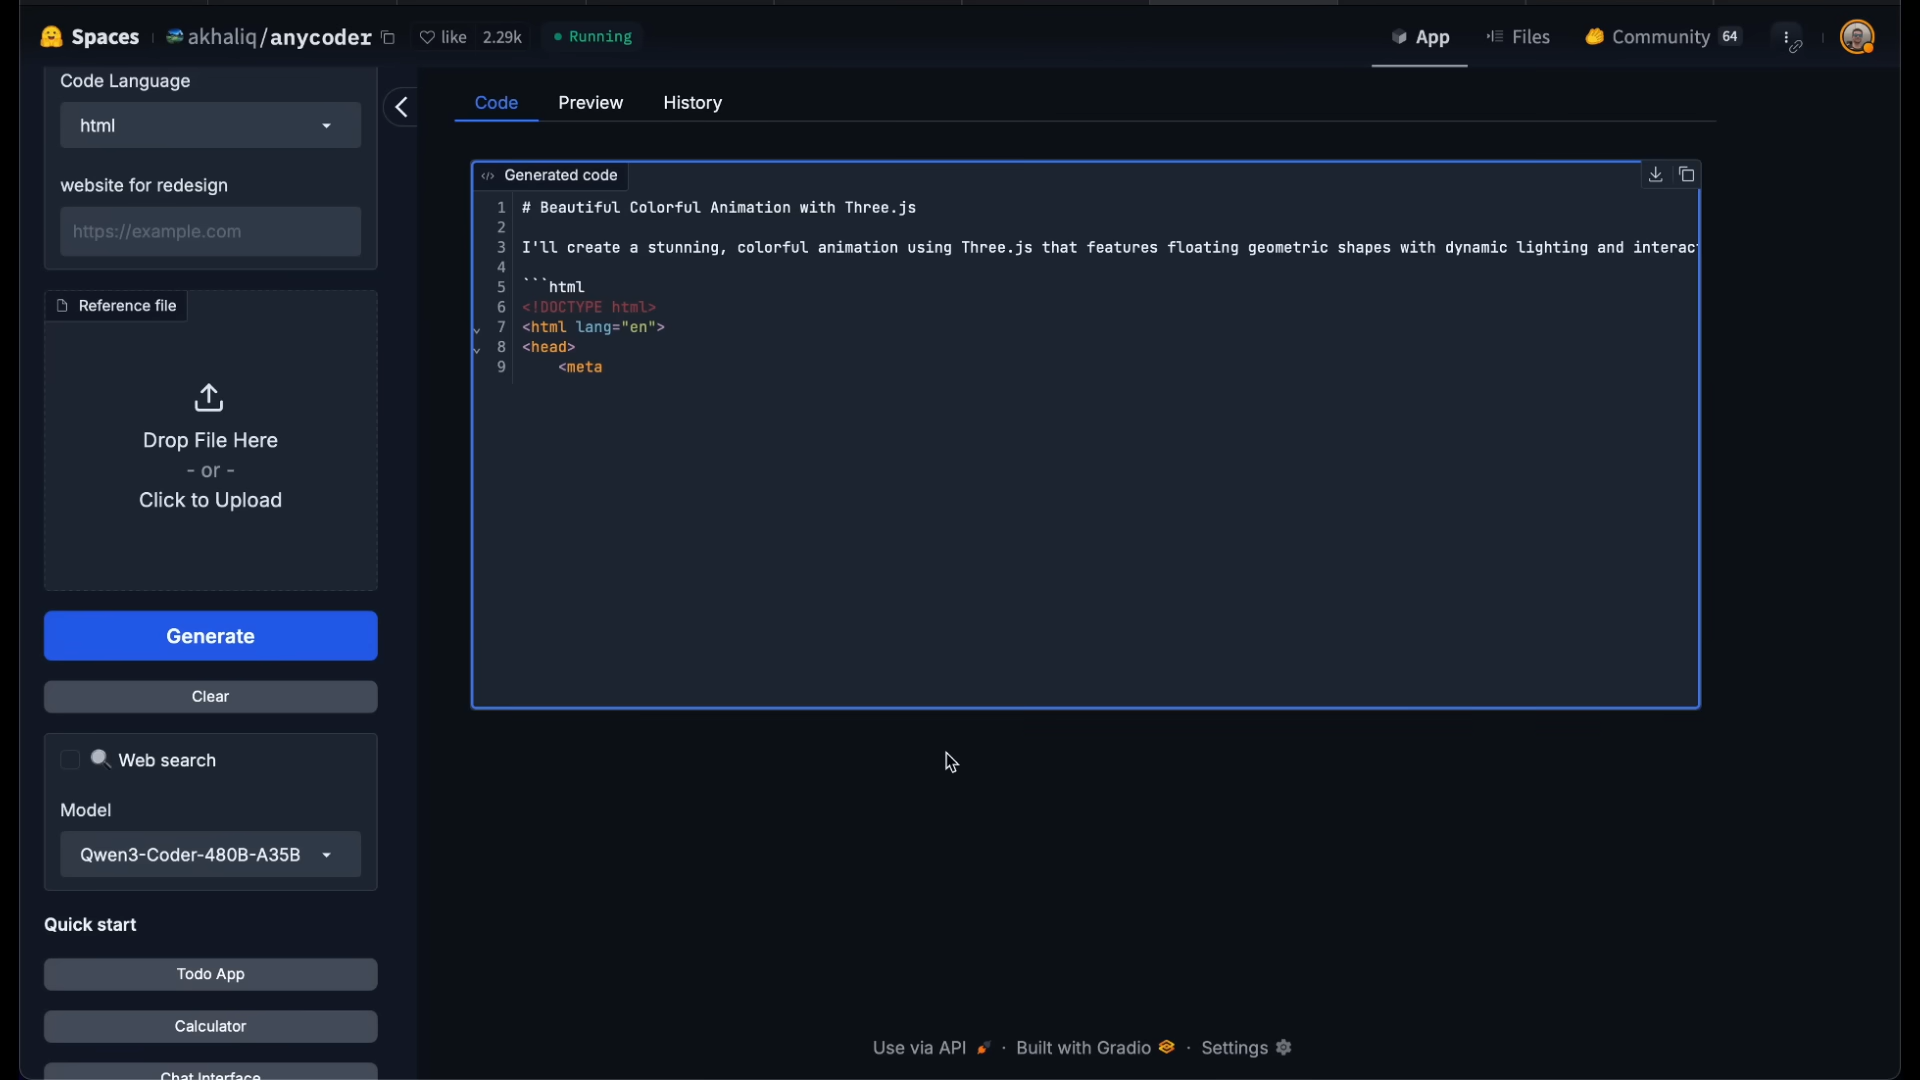 Spaces akhaliq/anycoder like 2.29k Running App Files Community 64
Code Language
html
website for redesign
https://example.com
Reference file
Drop File Here
- or -
Click to Upload
Generate
Clear
Web search
Model
Qwen3-Coder-480B-A35B
Quick start
Todo App
Calculator
Chat Interface
Code Preview History
Generated code
1 # Beautiful Colorful Animation with Three.js
2
3 I'll create a stunning, colorful animation using Three.js that features floating geometric shapes with dynamic lighting and interac
4
5 ```html
6 <!DOCTYPE html>
7 <html lang="en">
8 <head>
9 <meta
Use via API · Built with Gradio · Settings